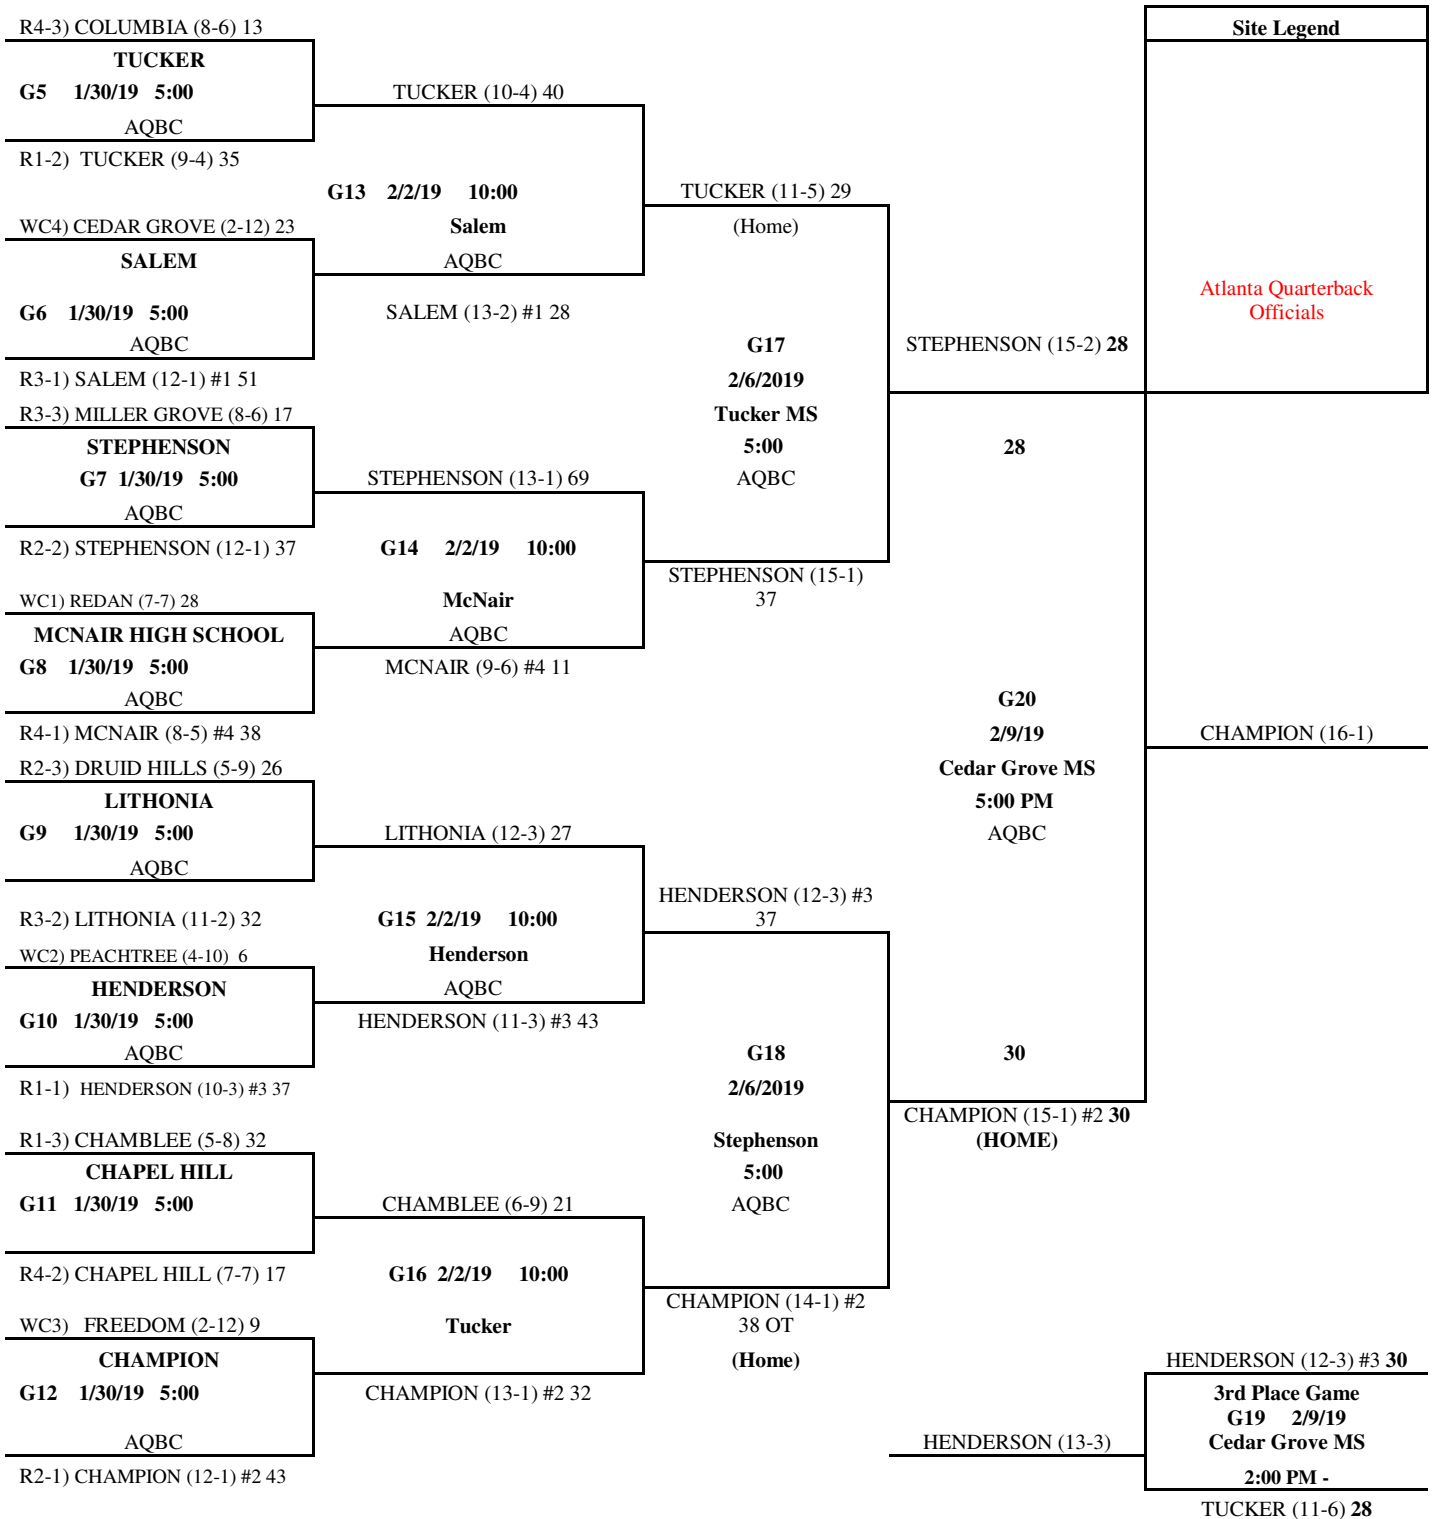 R4-3) COLUMBIA (8-6) 13
TUCKER
G5 1/30/19 5:00
AQBC
R1-2) TUCKER (9-4) 35
WC4) CEDAR GROVE (2-12) 23
SALEM
G6 1/30/19 5:00
AQBC
R3-1) SALEM (12-1) #1 51
R3-3) MILLER GROVE (8-6) 17
STEPHENSON
G7 1/30/19 5:00
AQBC
R2-2) STEPHENSON (12-1) 37
WC1) REDAN (7-7) 28
MCNAIR HIGH SCHOOL
G8 1/30/19 5:00
AQBC
R4-1) MCNAIR (8-5) #4 38
R2-3) DRUID HILLS (5-9) 26
LITHONIA
G9 1/30/19 5:00
AQBC
R3-2) LITHONIA (11-2) 32
WC2) PEACHTREE (4-10) 6
HENDERSON
G10 1/30/19 5:00
AQBC
R1-1) HENDERSON (10-3) #3 37
R1-3) CHAMBLEE (5-8) 32
CHAPEL HILL
G11 1/30/19 5:00
R4-2) CHAPEL HILL (7-7) 17
WC3) FREEDOM (2-12) 9
CHAMPION
G12 1/30/19 5:00
AQBC
R2-1) CHAMPION (12-1) #2 43
TUCKER (10-4) 40
G13 2/2/19 10:00
Salem
AQBC
SALEM (13-2) #1 28
STEPHENSON (13-1) 69
G14 2/2/19 10:00
McNair
AQBC
MCNAIR (9-6) #4 11
LITHONIA (12-3) 27
G15 2/2/19 10:00
Henderson
AQBC
HENDERSON (11-3) #3 43
CHAMBLEE (6-9) 21
G16 2/2/19 10:00
Tucker
CHAMPION (13-1) #2 32
TUCKER (11-5) 29
(Home)
G17
2/6/2019
Tucker MS
5:00
AQBC
STEPHENSON (15-1)
37
HENDERSON (12-3) #3
37
G18
2/6/2019
Stephenson
5:00
AQBC
CHAMPION (14-1) #2
38 OT
(Home)
STEPHENSON (15-2) 28
28
G20
2/9/19
Cedar Grove MS
5:00 PM
AQBC
30
CHAMPION (15-1) #2 30
(HOME)
HENDERSON (13-3)
Site Legend
Atlanta Quarterback
Officials
CHAMPION (16-1)
HENDERSON (12-3) #3 30
3rd Place Game
G19 2/9/19
Cedar Grove MS
2:00 PM -
TUCKER (11-6) 28